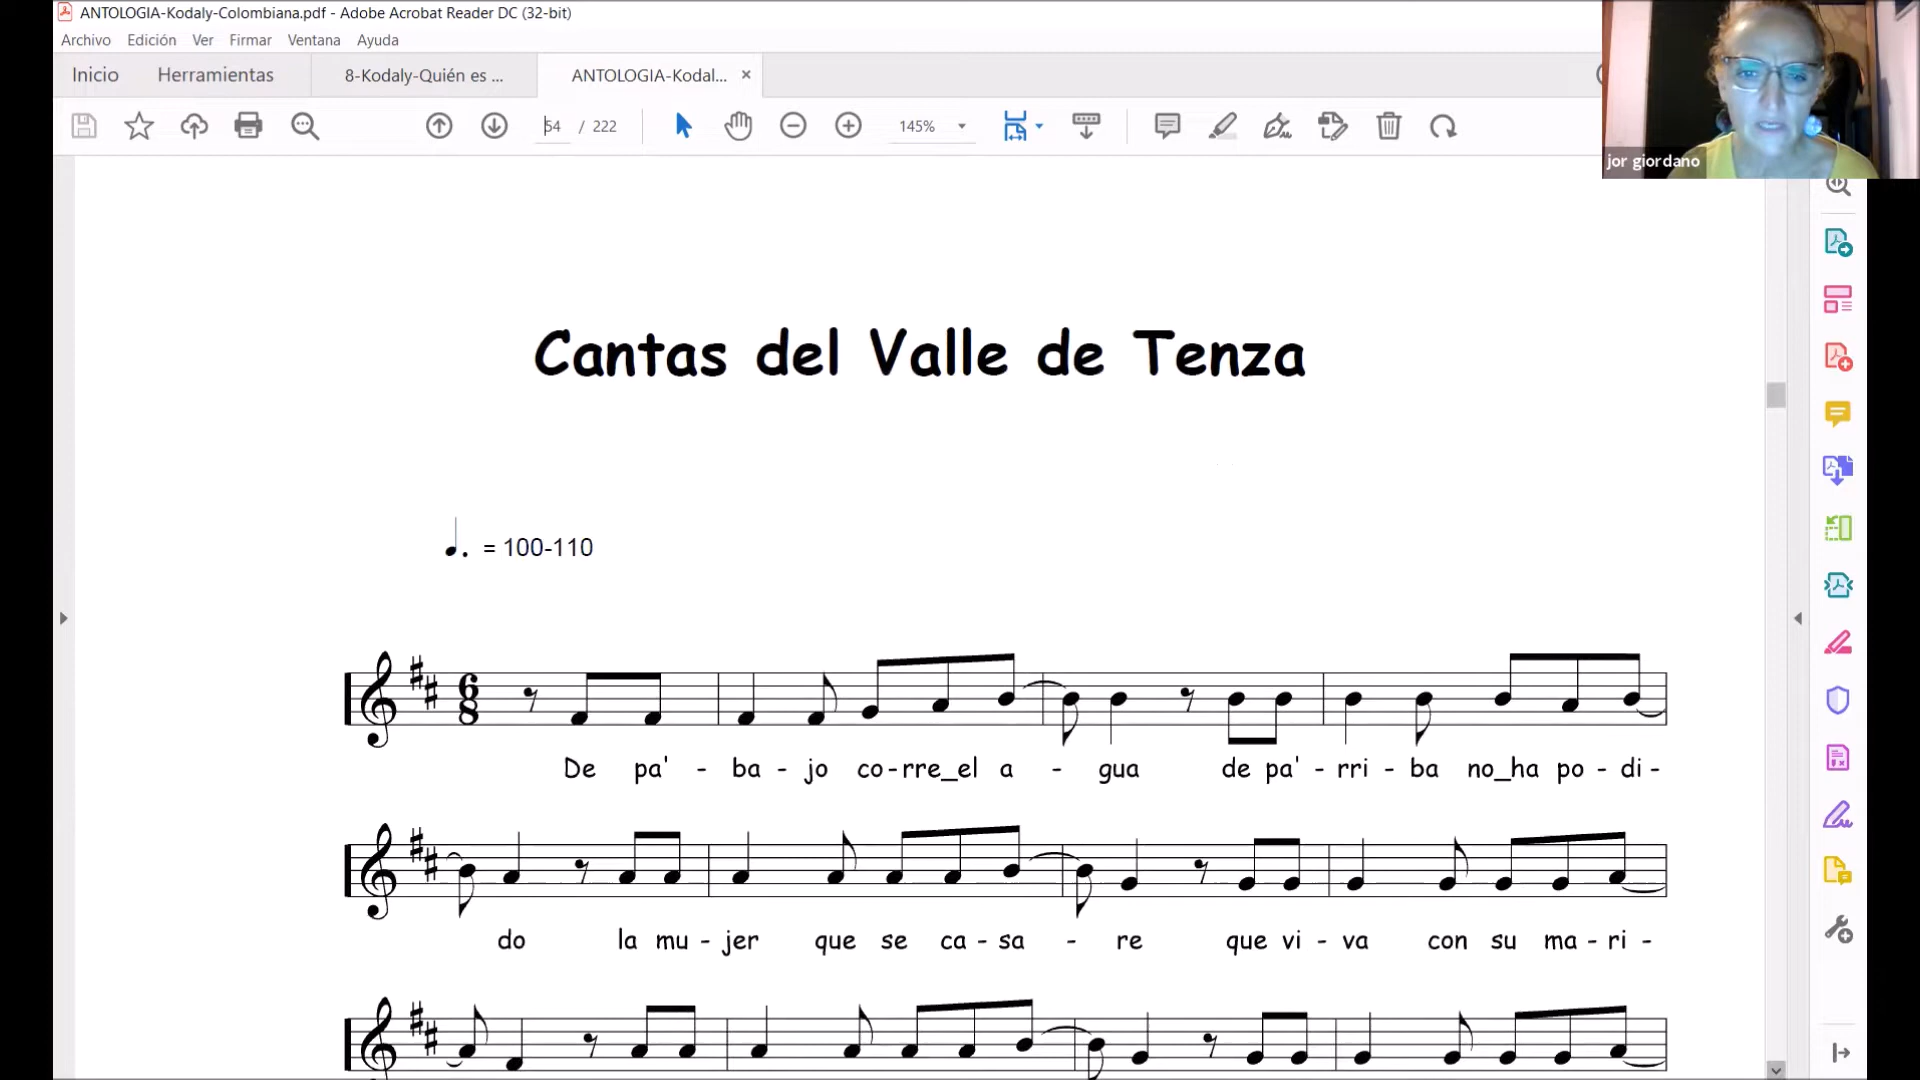 ANTOLOGIA-Kodaly-Colombiana.pdf - Adobe Acrobat Reader DC (32-bit)
Archivo Edición Ver Firmar Ventana Ayuda
Inicio Herramientas 8-Kodaly-Quién es ... ANTOLOGIA-Kodal... ×
54 / 222 145%
jor giordano
Cantas del Valle de Tenza
= 100-110
6
8
De pa' - ba - jo co - rre_el a - gua de pa' - rri - ba no_ha po - di -
do la mu - jer que se ca - sa - re que vi - va con su ma - ri -